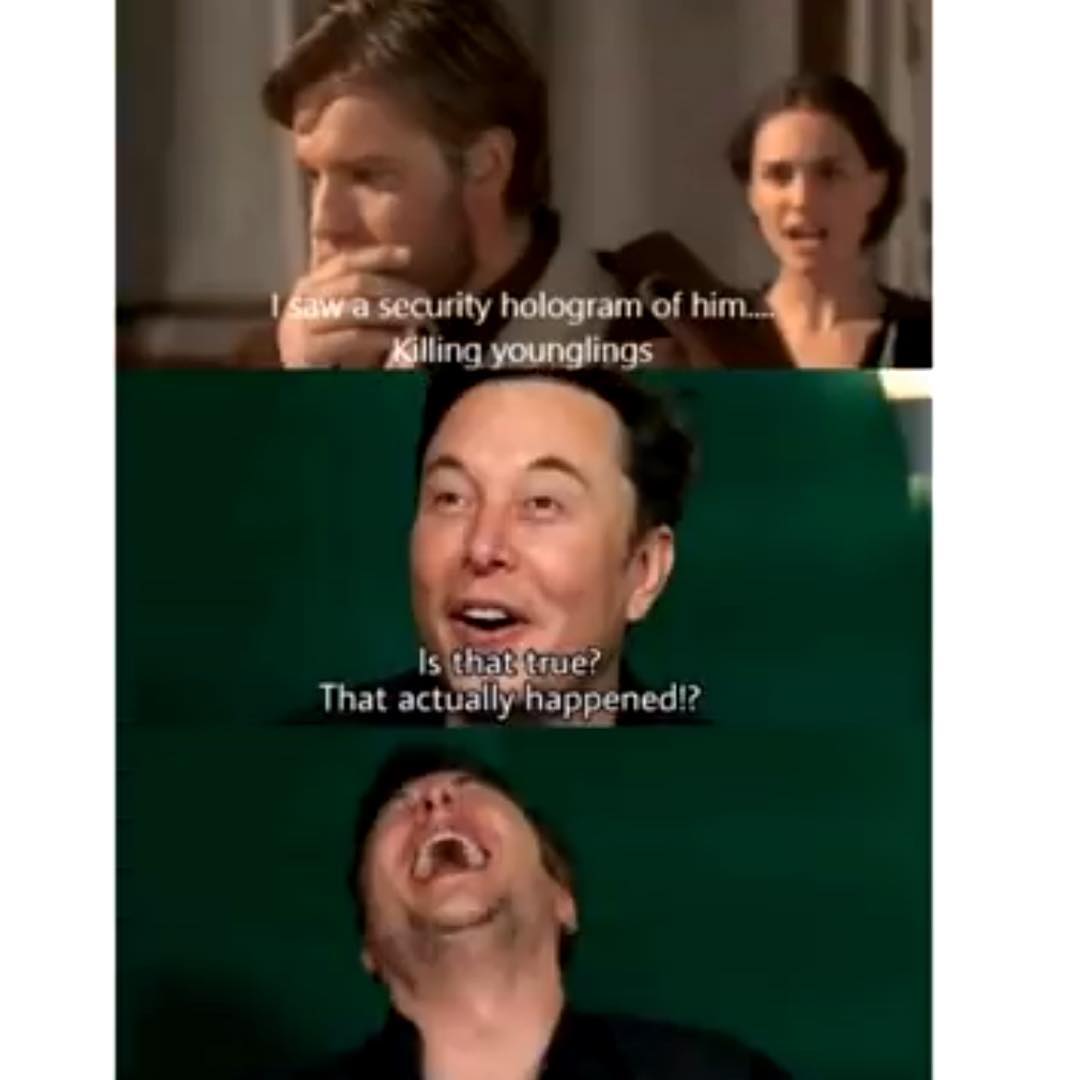 I saw a security hologram of him....
Killing younglings
Is that true?
That actually happened!?